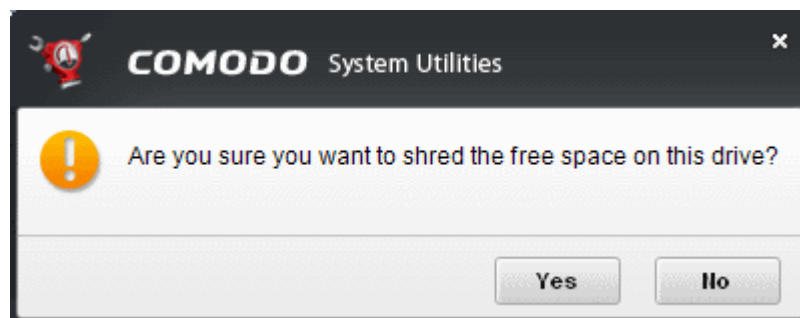 COMODO System Utilities
Are you sure you want to shred the free space on this drive?
Yes No